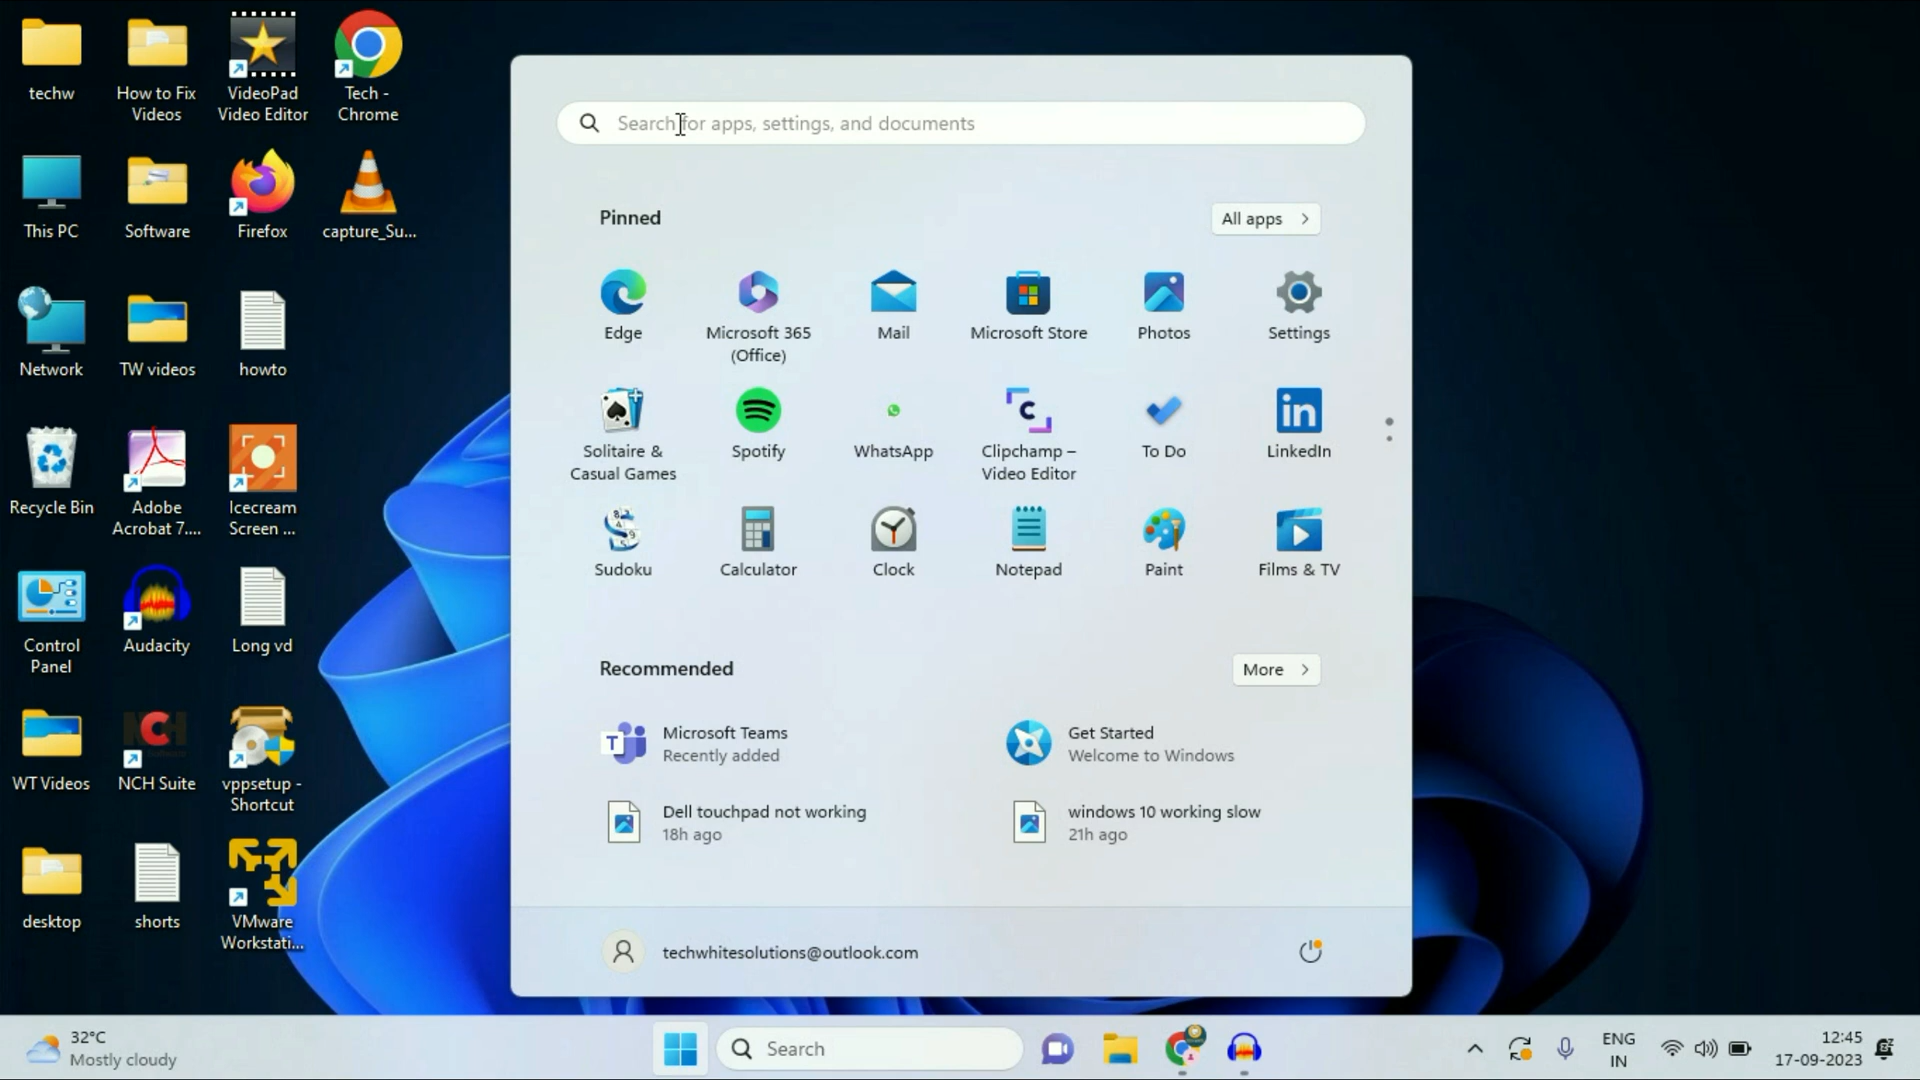 techw
How to Fix
Videos
VideoPad
Video Editor
Tech -
Chrome
This PC
Software
Firefox
capture_Su...
Network
TW videos
howto
Recycle Bin
Adobe
Acrobat 7....
Icecream
Screen ...
Control
Panel
Audacity
Long vd
WT Videos
NCH Suite
vppsetup -
Shortcut
desktop
shorts
VMware
Workstati...
Search for apps, settings, and documents
Pinned
All apps
Edge
Microsoft 365
(Office)
Mail
Microsoft Store
Photos
Settings
Solitaire &
Casual Games
Spotify
WhatsApp
Clipchamp –
Video Editor
To Do
LinkedIn
Sudoku
Calculator
Clock
Notepad
Paint
Films & TV
Recommended
More
Microsoft Teams
Recently added
Get Started
Welcome to Windows
Dell touchpad not working
18h ago
windows 10 working slow
21h ago
techwhitesolutions@outlook.com
32°C
Mostly cloudy
Search
ENG
IN
12:45
17-09-2023